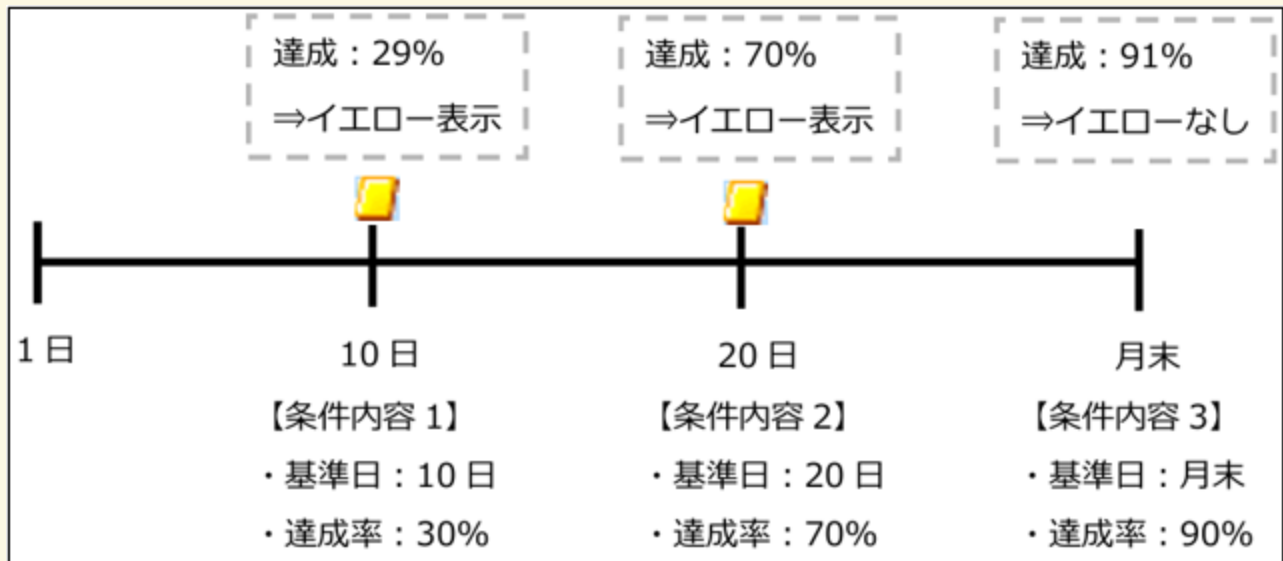 達成：29%
⇒イエロー表示
達成：70%
⇒イエロー表示
達成：91%
⇒イエローなし
1日
10日
20日
月末
【条件内容1】
・基準日：10日
・達成率：30%
【条件内容2】
・基準日：20日
・達成率：70%
【条件内容3】
・基準日：月末
・達成率：90%